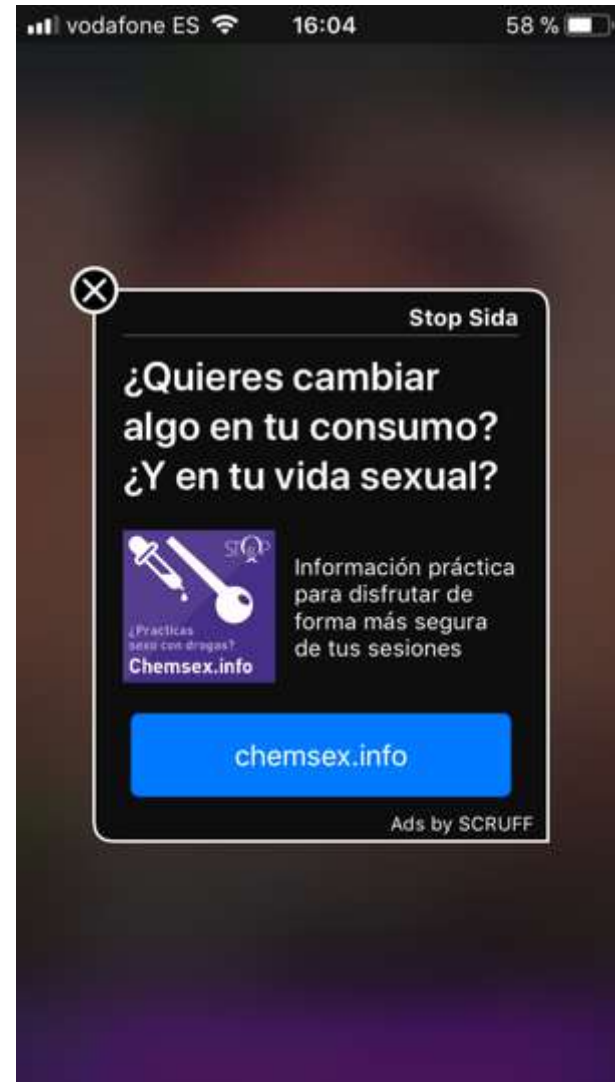 vodafone ES 16:04 58 %
Stop Sida
¿Quieres cambiar
algo en tu consumo?
¿Y en tu vida sexual?
STOP
¿Practicas
sexo con drogas?
Chemsex.info
Información práctica
para disfrutar de
forma más segura
de tus sesiones
chemsex.info
Ads by SCRUFF